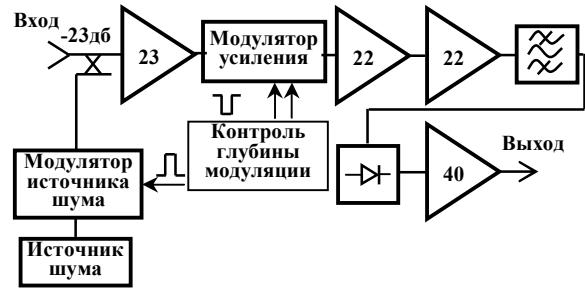 Вход
-23дб
23
Модулятор
усиления
22
22
Контроль
глубины
модуляции
Выход
40
Модулятор
источника
шума
Источник
шума